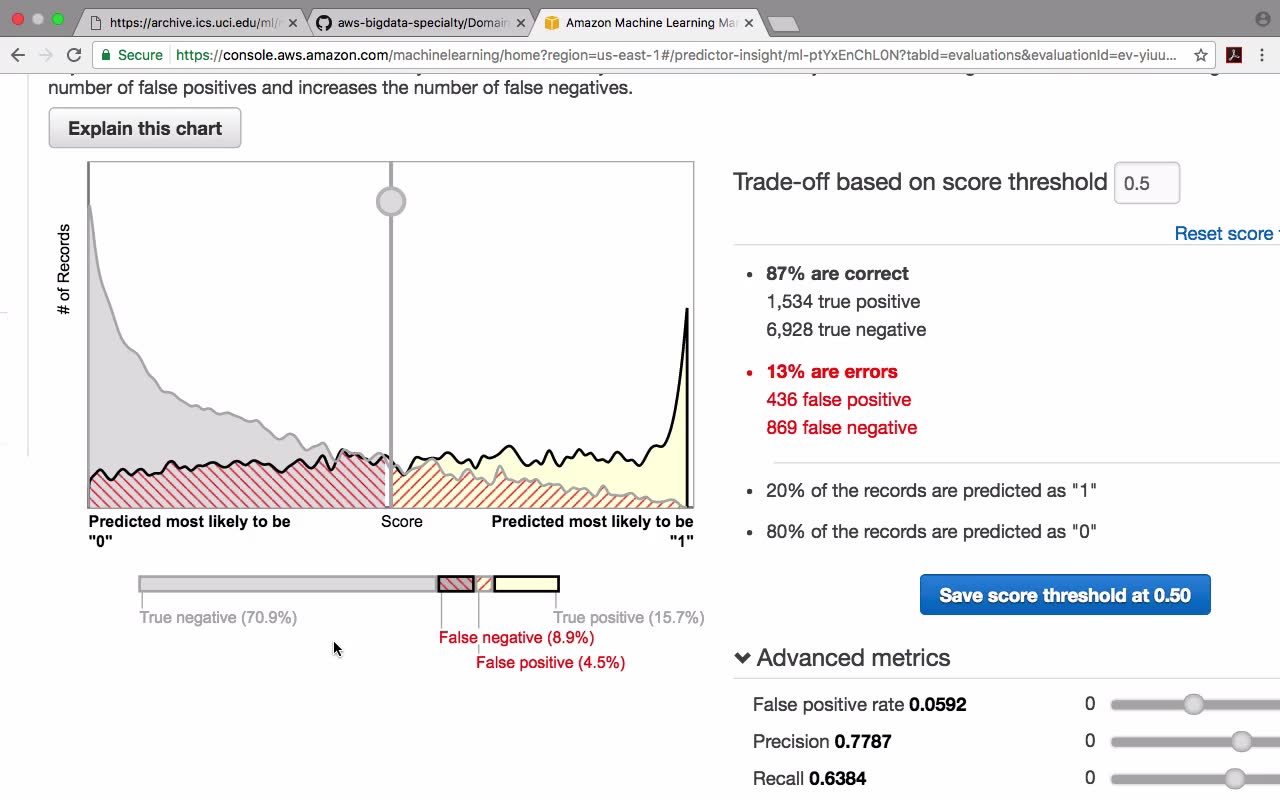 https://archive.ics.uci.edu/ml/
aws-bigdata-specialty/Domain
Amazon Machine Learning Ma
Secure
https://console.aws.amazon.com/machinelearning/home?region=us-east-1#/predictor-insight/ml-ptYxEnChL0N?tabId=evaluations&evaluationId=ev-yiuu...
number of false positives and increases the number of false negatives.
Explain this chart
# of Records
Predicted most likely to be
"0"
Score
Predicted most likely to be
"1"
True negative (70.9%)
True positive (15.7%)
False negative (8.9%)
False positive (4.5%)
Trade-off based on score threshold 0.5
Reset score
• 87% are correct
1,534 true positive
6,928 true negative
• 13% are errors
436 false positive
869 false negative
• 20% of the records are predicted as "1"
• 80% of the records are predicted as "0"
Save score threshold at 0.50
Advanced metrics
False positive rate 0.0592 0
Precision 0.7787 0
Recall 0.6384 0